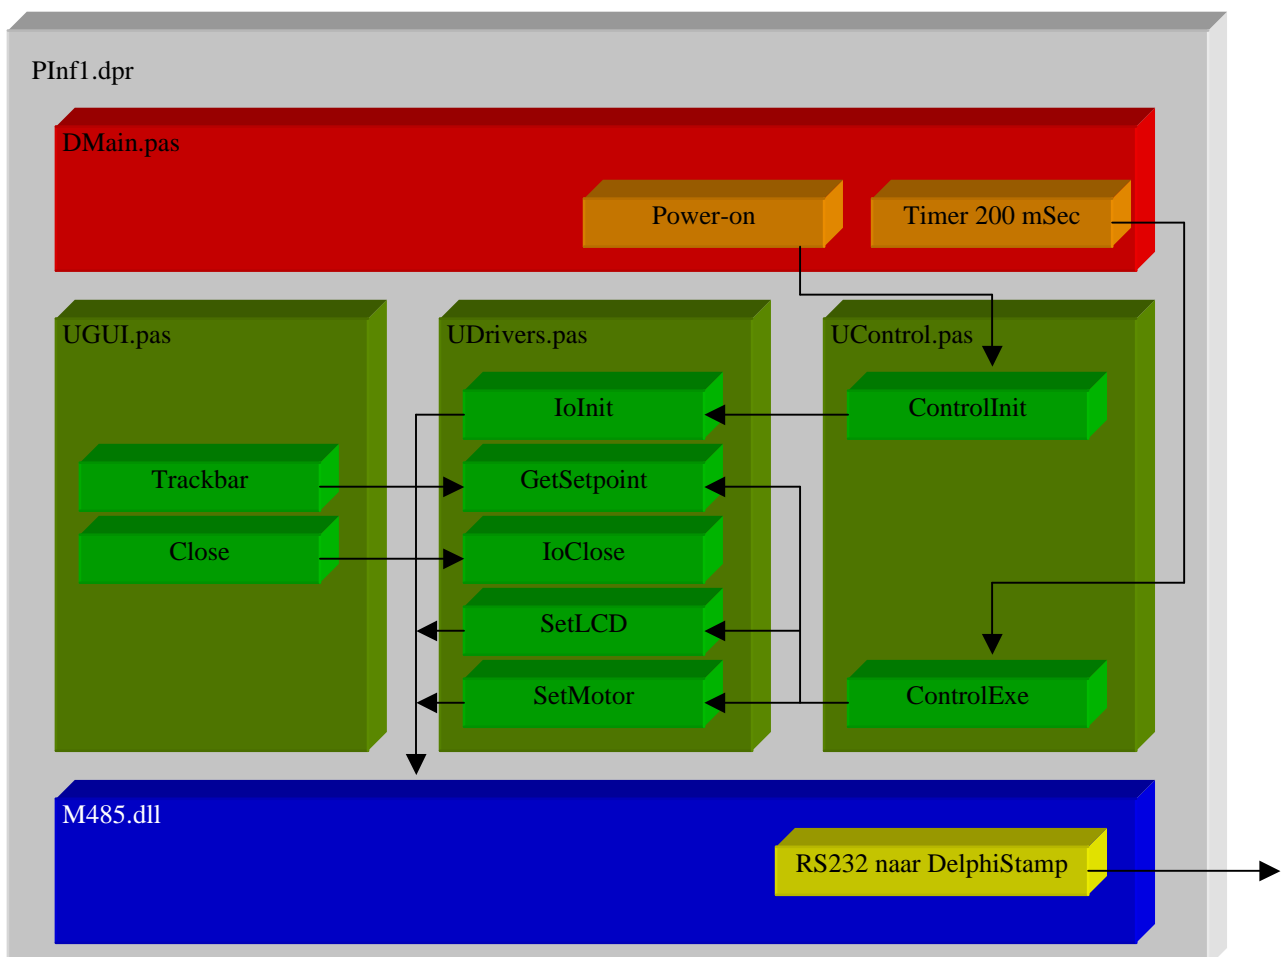 PInf1.dpr
DMain.pas
Power-on
Timer 200 mSec
UGUI.pas
UDrivers.pas
UControl.pas
IoInit
ControlInit
Trackbar
GetSetpoint
Close
IoClose
SetLCD
SetMotor
ControlExe
M485.dll
RS232 naar DelphiStamp